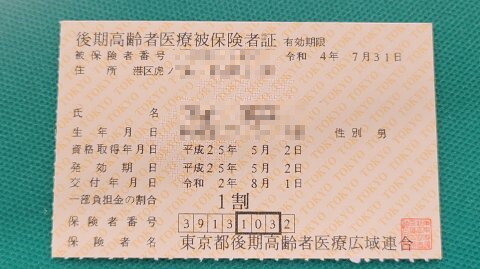 後期高齢者医療被保険者証 有効期限
被保険者番号 令和 4年 7月31日
住所 港区虎ノ
氏名
生年月日 性別 男
資格取得年月日 平成25年 5月 2日
発効期日 平成25年 5月 2日
交付年月日 令和 2年 8月 1日
一部負担金の割合 1割
保険者番号 39131032
保険者名 東京都後期高齢者医療広域連合